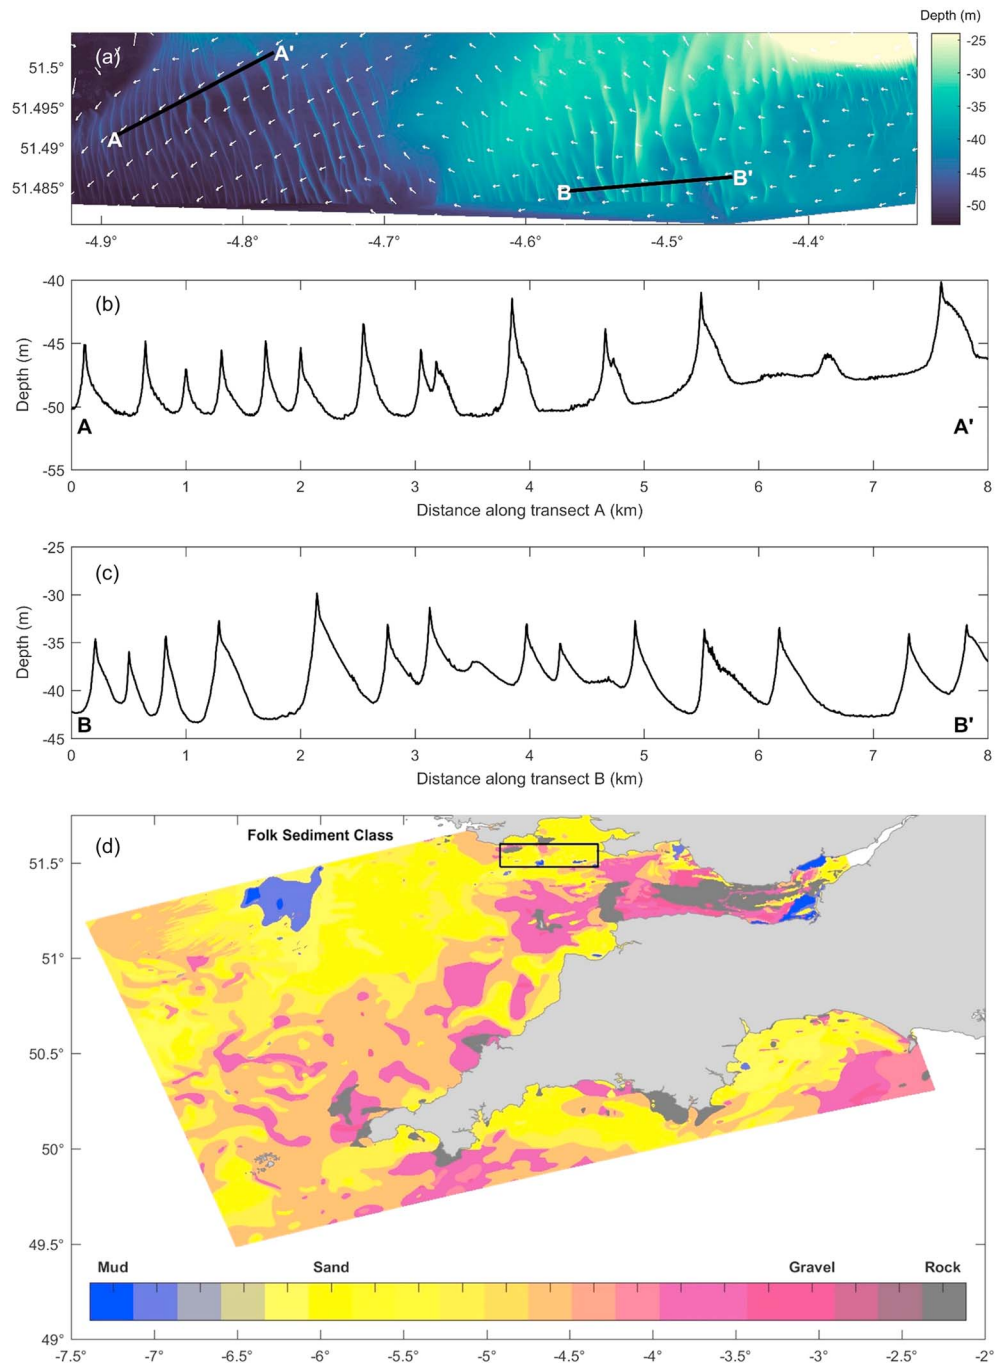 Depth (m)
(a)
A
A'
B
B'
51.5°
51.495°
51.49°
51.485°
-4.9°
-4.8°
-4.7°
-4.6°
-4.5°
-4.4°
-25
-30
-35
-40
-45
-50
(b)
Depth (m)
-40
-45
-50
-55
A
A'
0
1
2
3
4
5
6
7
8
Distance along transect A (km)
(c)
Depth (m)
-25
-30
-35
-40
-45
B
B'
0
1
2
3
4
5
6
7
8
Distance along transect B (km)
(d)
Folk Sediment Class
51.5°
51°
50.5°
50°
49.5°
49°
Mud
Sand
Gravel
Rock
-7.5°
-7°
-6.5°
-6°
-5.5°
-5°
-4.5°
-4°
-3.5°
-3°
-2.5°
-2°